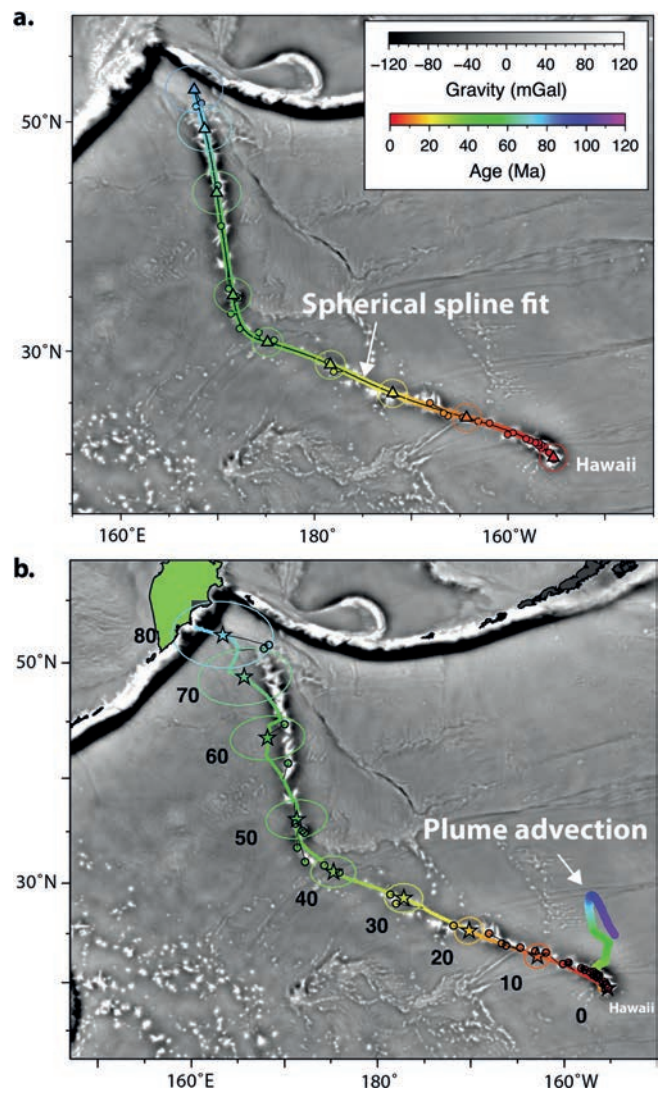 a.
-120 -80 -40 0 40 80 120
Gravity (mGal)
0 20 40 60 80 100 120
Age (Ma)
50°N
Spherical spline fit
30°N
Hawaii
160°E 180° 160°W
b.
80
50°N
70
60
50
Plume advection
30°N
40
30
20
10
0
Hawaii
160°E 180° 160°W